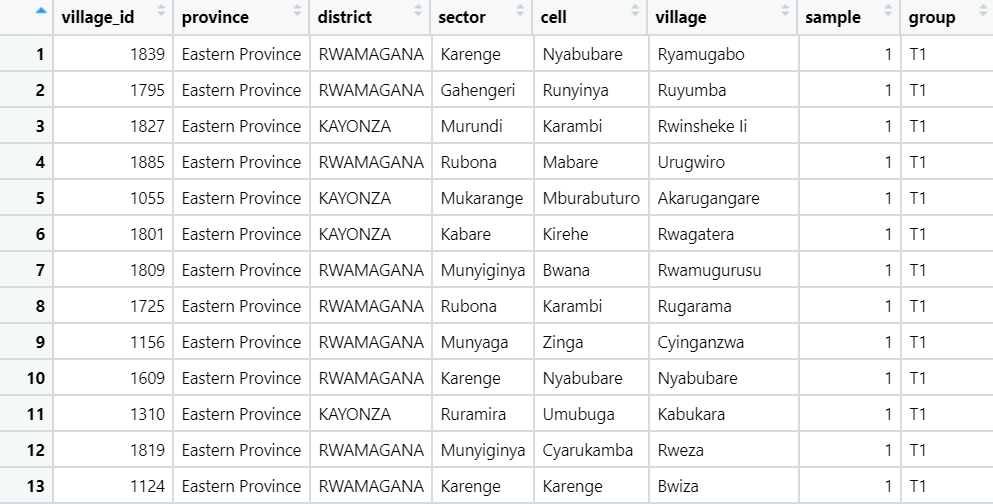 village_id province district sector cell village sample group
1 1839 Eastern Province RWAMAGANA Karenge Nyabubare Ryamugabo 1 T1
2 1795 Eastern Province RWAMAGANA Gahengeri Runyinya Ruyumba 1 T1
3 1827 Eastern Province KAYONZA Murundi Karambi Rwinsheke Ii 1 T1
4 1885 Eastern Province RWAMAGANA Rubona Mabare Urugwiro 1 T1
5 1055 Eastern Province KAYONZA Mukarange Mburabuturo Akarugangare 1 T1
6 1801 Eastern Province KAYONZA Kabare Kirehe Rwagatera 1 T1
7 1809 Eastern Province RWAMAGANA Munyiginya Bwana Rwamugurusu 1 T1
8 1725 Eastern Province RWAMAGANA Rubona Karambi Rugarama 1 T1
9 1156 Eastern Province RWAMAGANA Munyaga Zinga Cyinganzwa 1 T1
10 1609 Eastern Province RWAMAGANA Karenge Nyabubare Nyabubare 1 T1
11 1310 Eastern Province KAYONZA Ruramira Umubuga Kabukara 1 T1
12 1819 Eastern Province RWAMAGANA Munyiginya Cyarukamba Rweza 1 T1
13 1124 Eastern Province RWAMAGANA Karenge Karenge Bwiza 1 T1